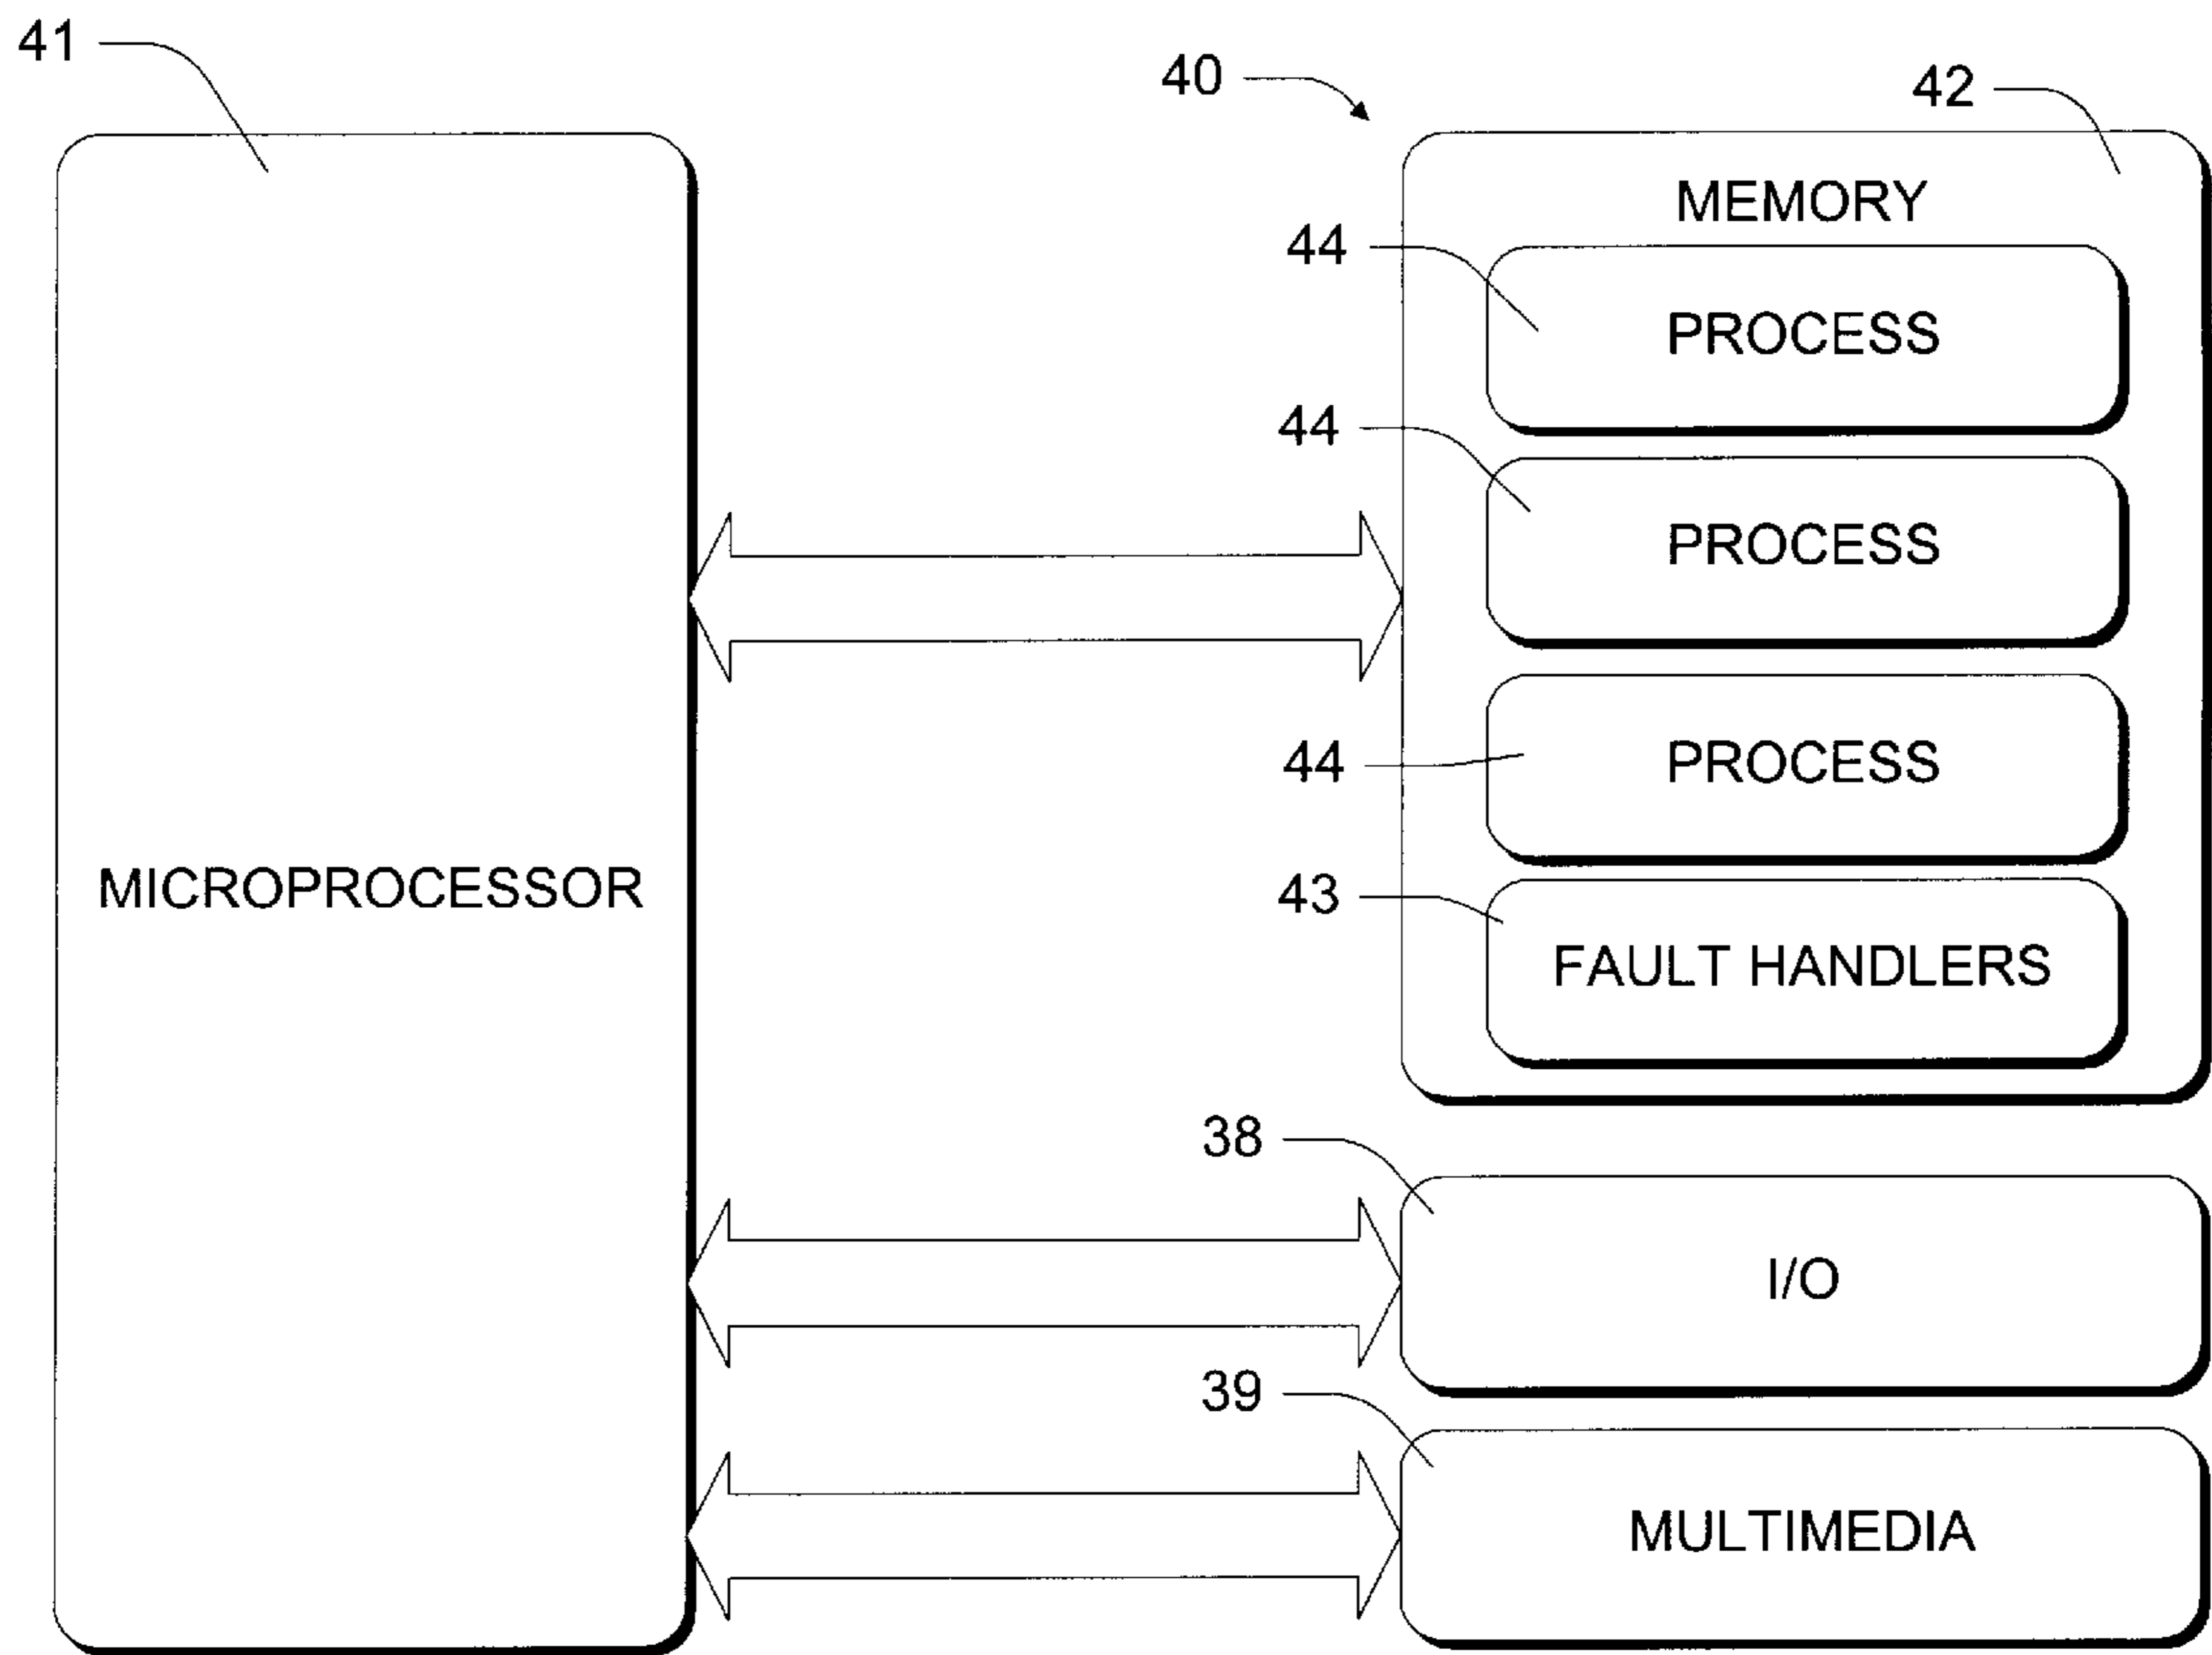 41
40
42
MEMORY
44
PROCESS
44
PROCESS
44
PROCESS
MICROPROCESSOR
43
FAULT HANDLERS
38
I/O
39
MULTIMEDIA